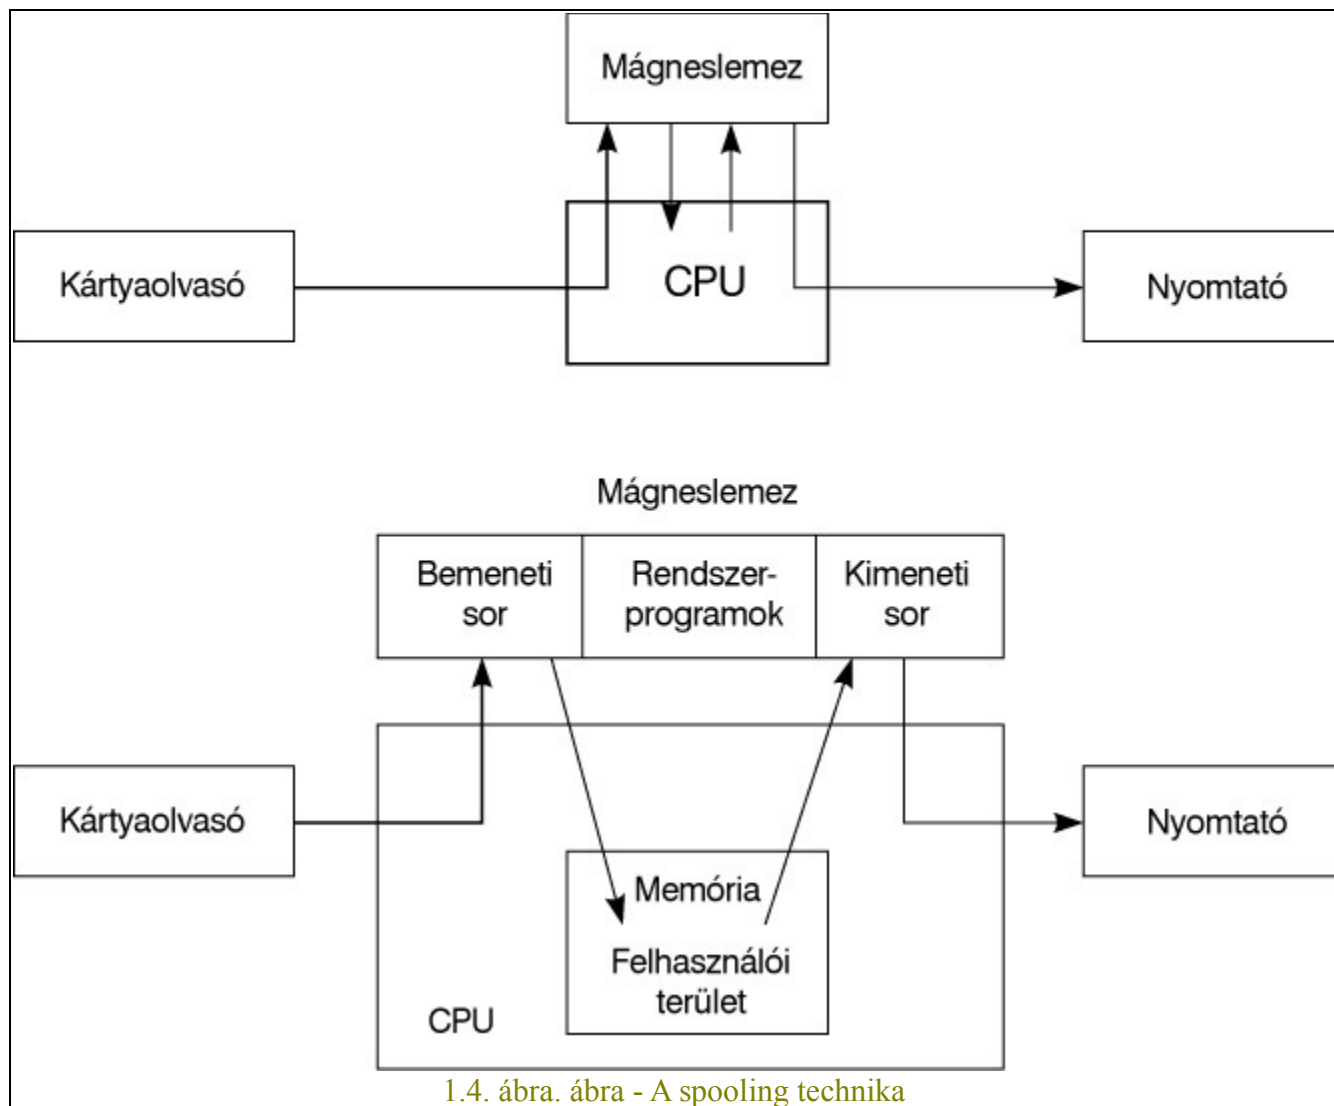 Mágneslemez
Kártyaolvasó
CPU
Nyomtató
Mágneslemez
Bemeneti
sor
Rendszer-
programok
Kimeneti
sor
Kártyaolvasó
Nyomtató
Memória
Felhasználói
terület
CPU
1.4. ábra. ábra - A spooling technika